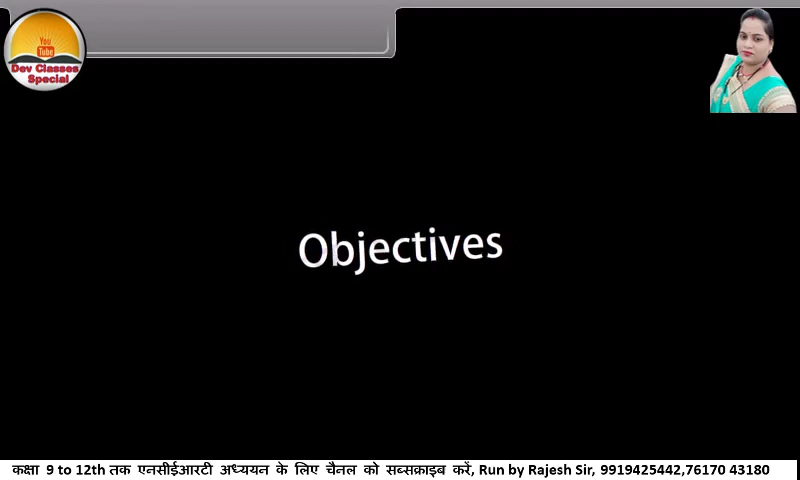 You
Tube
Dev Classes
Special
Objectives
कक्षा 9 to 12th तक एनसीईआरटी अध्ययन के लिए चैनल को सब्सक्राइब करें, Run by Rajesh Sir, 9919425442,76170 43180